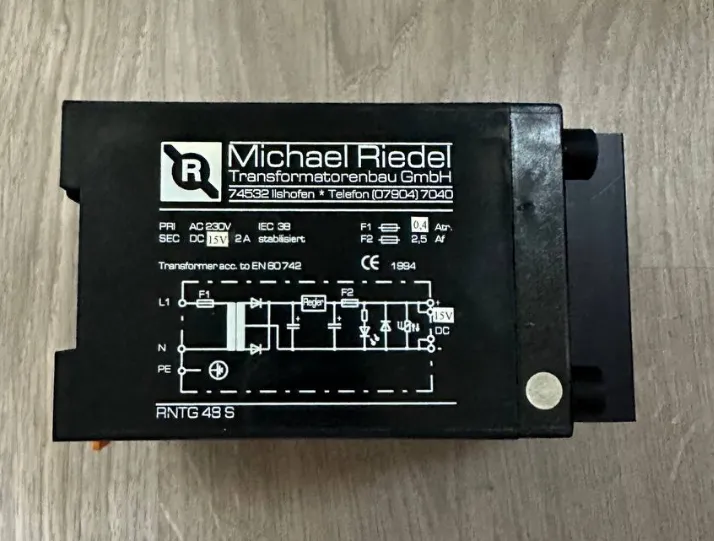 R
Michael Riedel
Transformatorenbau GmbH
74532 Ilshofen * Telefon (07904) 7040
PRI AC 230V IEC 38 F1 0,4 Atr.
SEC DC 15V 2 A stabilisiert F2 2,5 Af
Transformer acc. to EN 60 742 CE 1994
L1 F1 Regler F2 +
15V
DC
N -
PE
RNTG 48 S